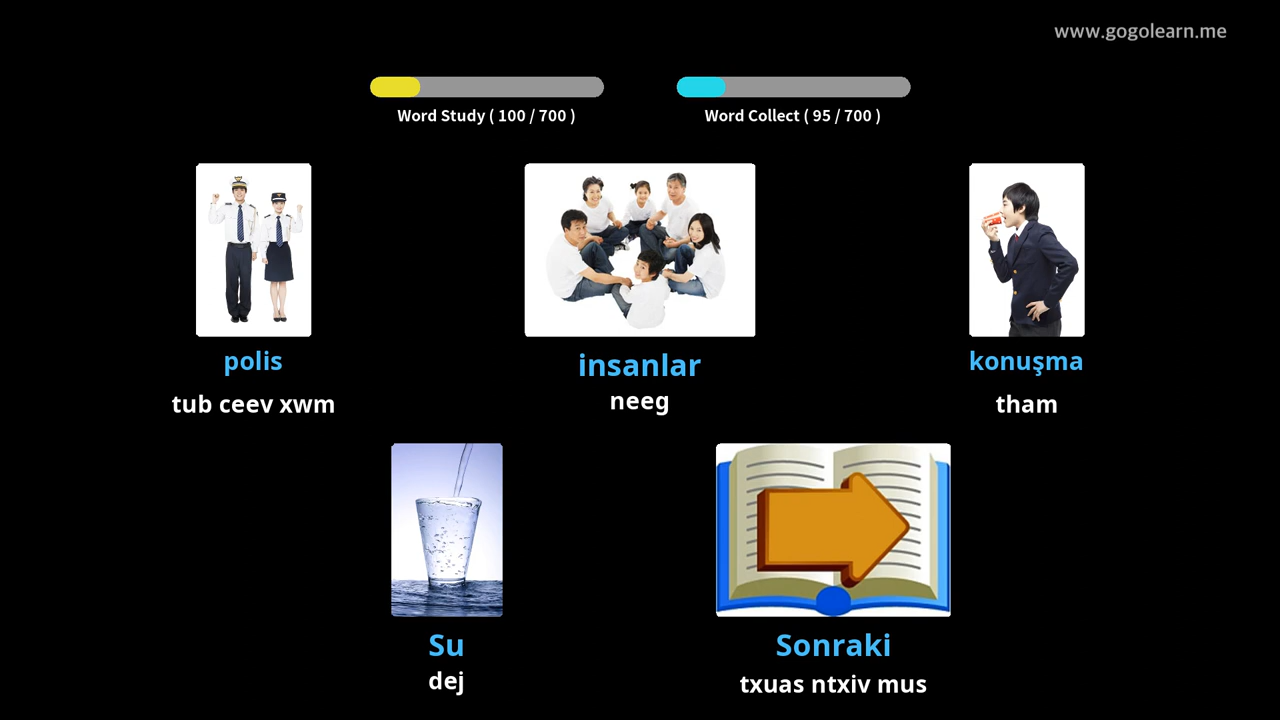 www.gogolearn.me
Word Study ( 100 / 700 )
Word Collect ( 95 / 700 )
polis
tub ceev xwm
insanlar
neeg
konuşma
tham
Su
dej
Sonraki
txuas ntxiv mus